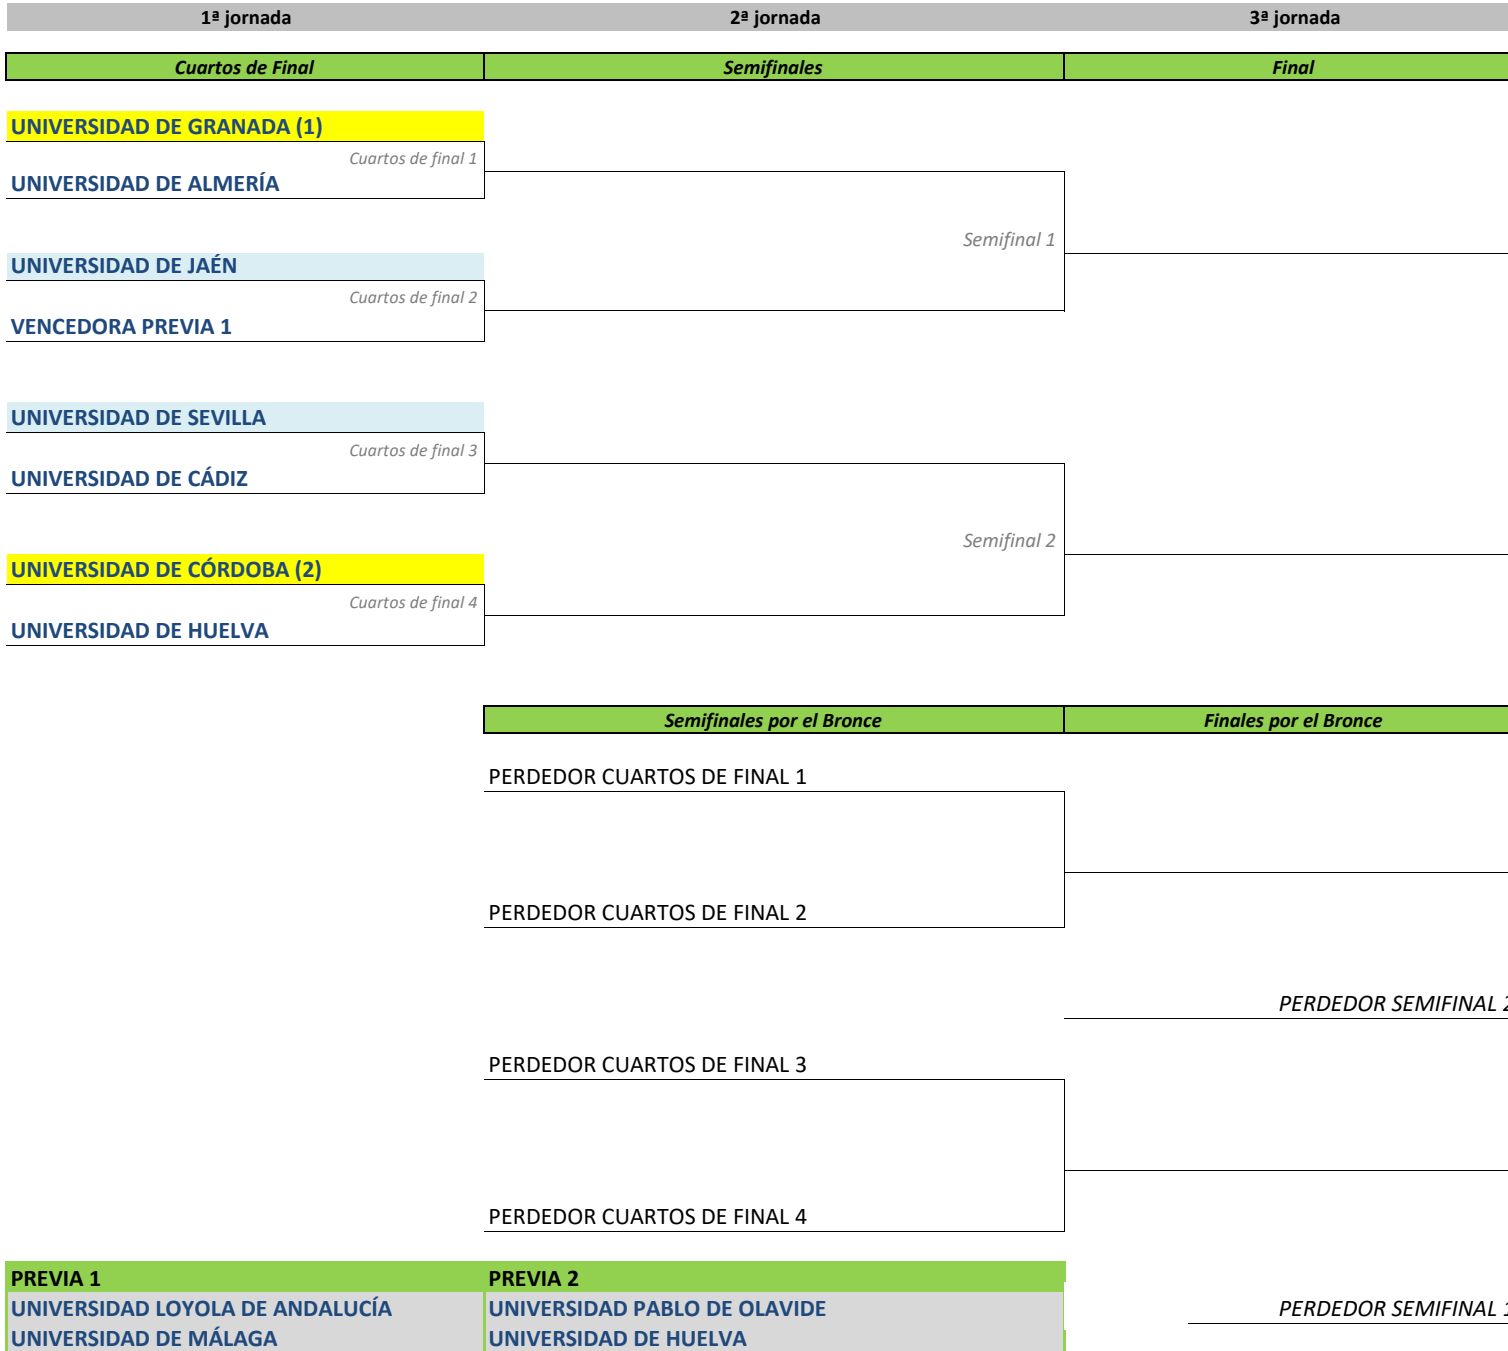 1ª jornada 2ª jornada 3ª jornada
Cuartos de Final Semifinales Final
UNIVERSIDAD DE GRANADA (1)
Cuartos de final 1
UNIVERSIDAD DE ALMERÍA
Semifinal 1
UNIVERSIDAD DE JAÉN
Cuartos de final 2
VENCEDORA PREVIA 1
UNIVERSIDAD DE SEVILLA
Cuartos de final 3
UNIVERSIDAD DE CÁDIZ
Semifinal 2
UNIVERSIDAD DE CÓRDOBA (2)
Cuartos de final 4
UNIVERSIDAD DE HUELVA
Semifinales por el Bronce Finales por el Bronce
PERDEDOR CUARTOS DE FINAL 1
PERDEDOR CUARTOS DE FINAL 2
PERDEDOR SEMIFINAL 2
PERDEDOR CUARTOS DE FINAL 3
PERDEDOR CUARTOS DE FINAL 4
PREVIA 1 PREVIA 2
UNIVERSIDAD LOYOLA DE ANDALUCÍA UNIVERSIDAD PABLO DE OLAVIDE PERDEDOR SEMIFINAL 1
UNIVERSIDAD DE MÁLAGA UNIVERSIDAD DE HUELVA